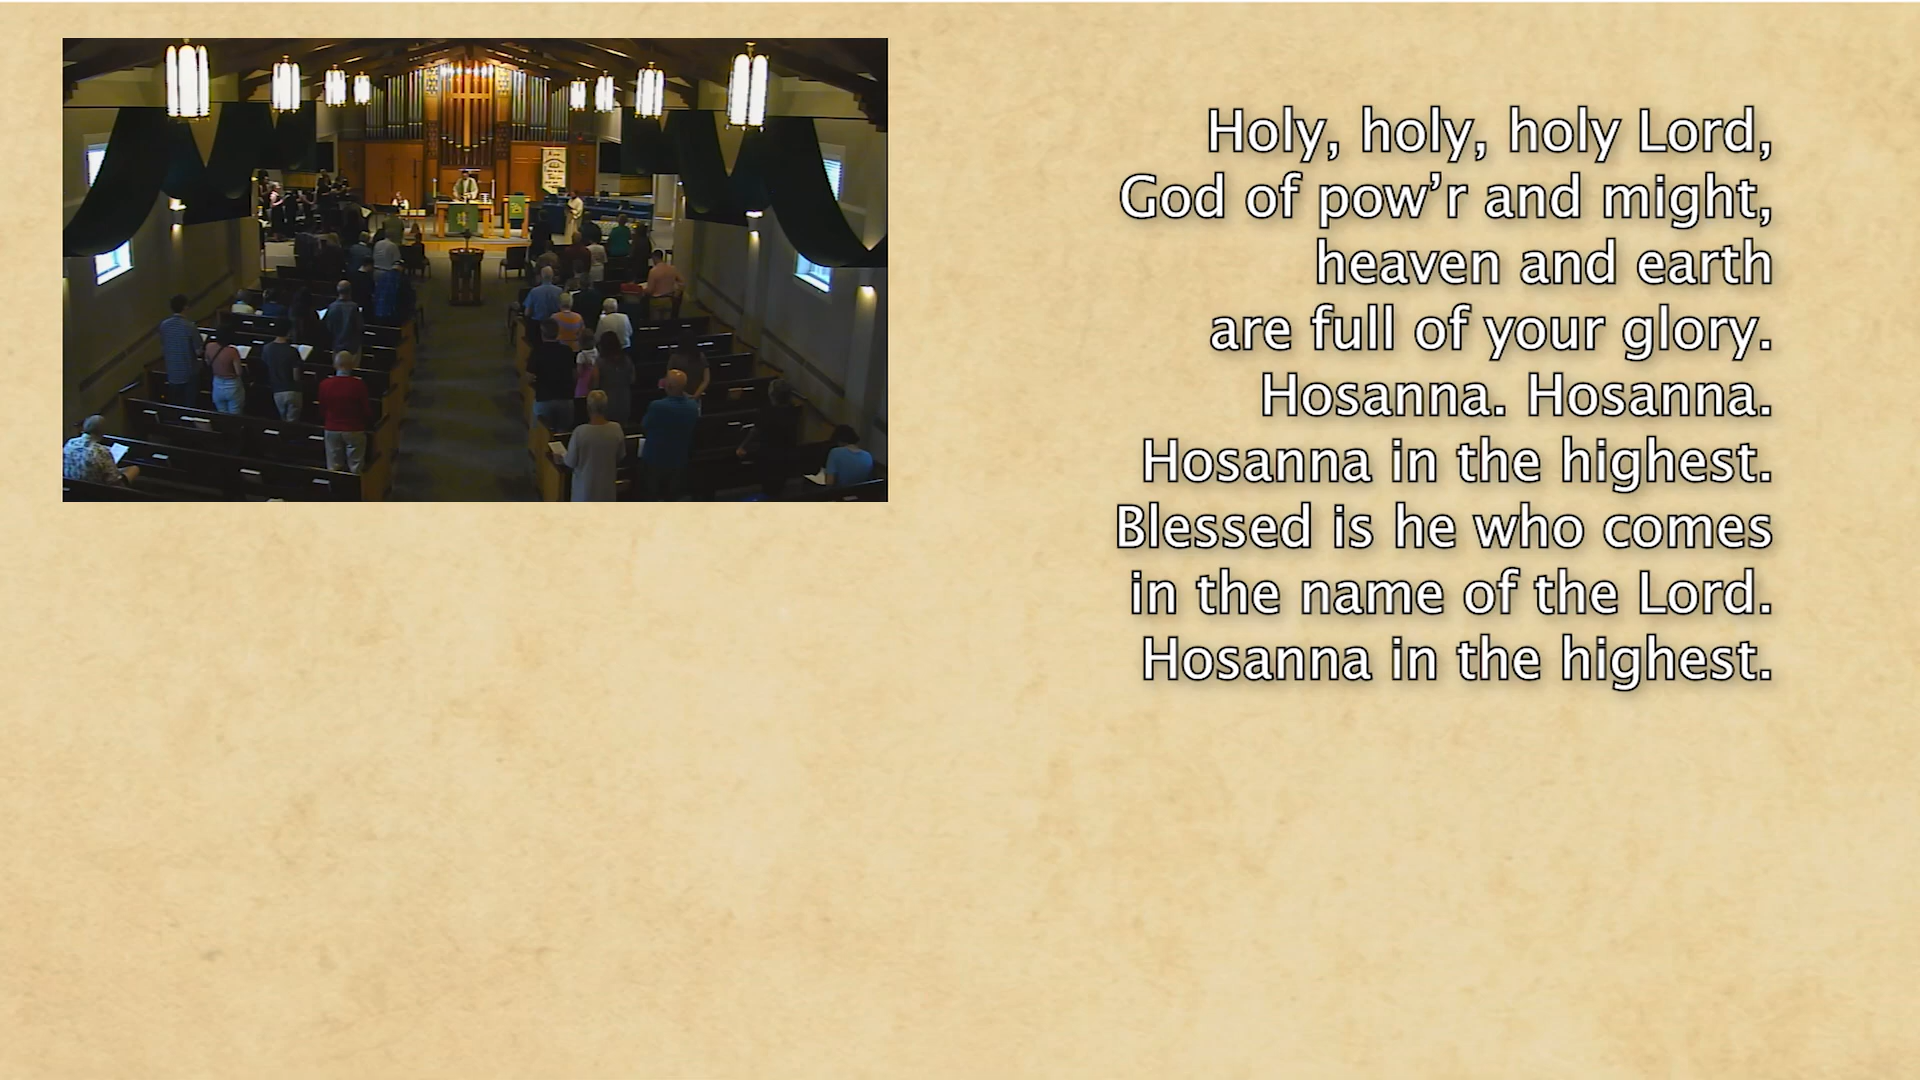 Holy, holy, holy Lord,
God of pow’r and might,
heaven and earth
are full of your glory.
Hosanna. Hosanna.
Hosanna in the highest.
Blessed is he who comes
in the name of the Lord.
Hosanna in the highest.